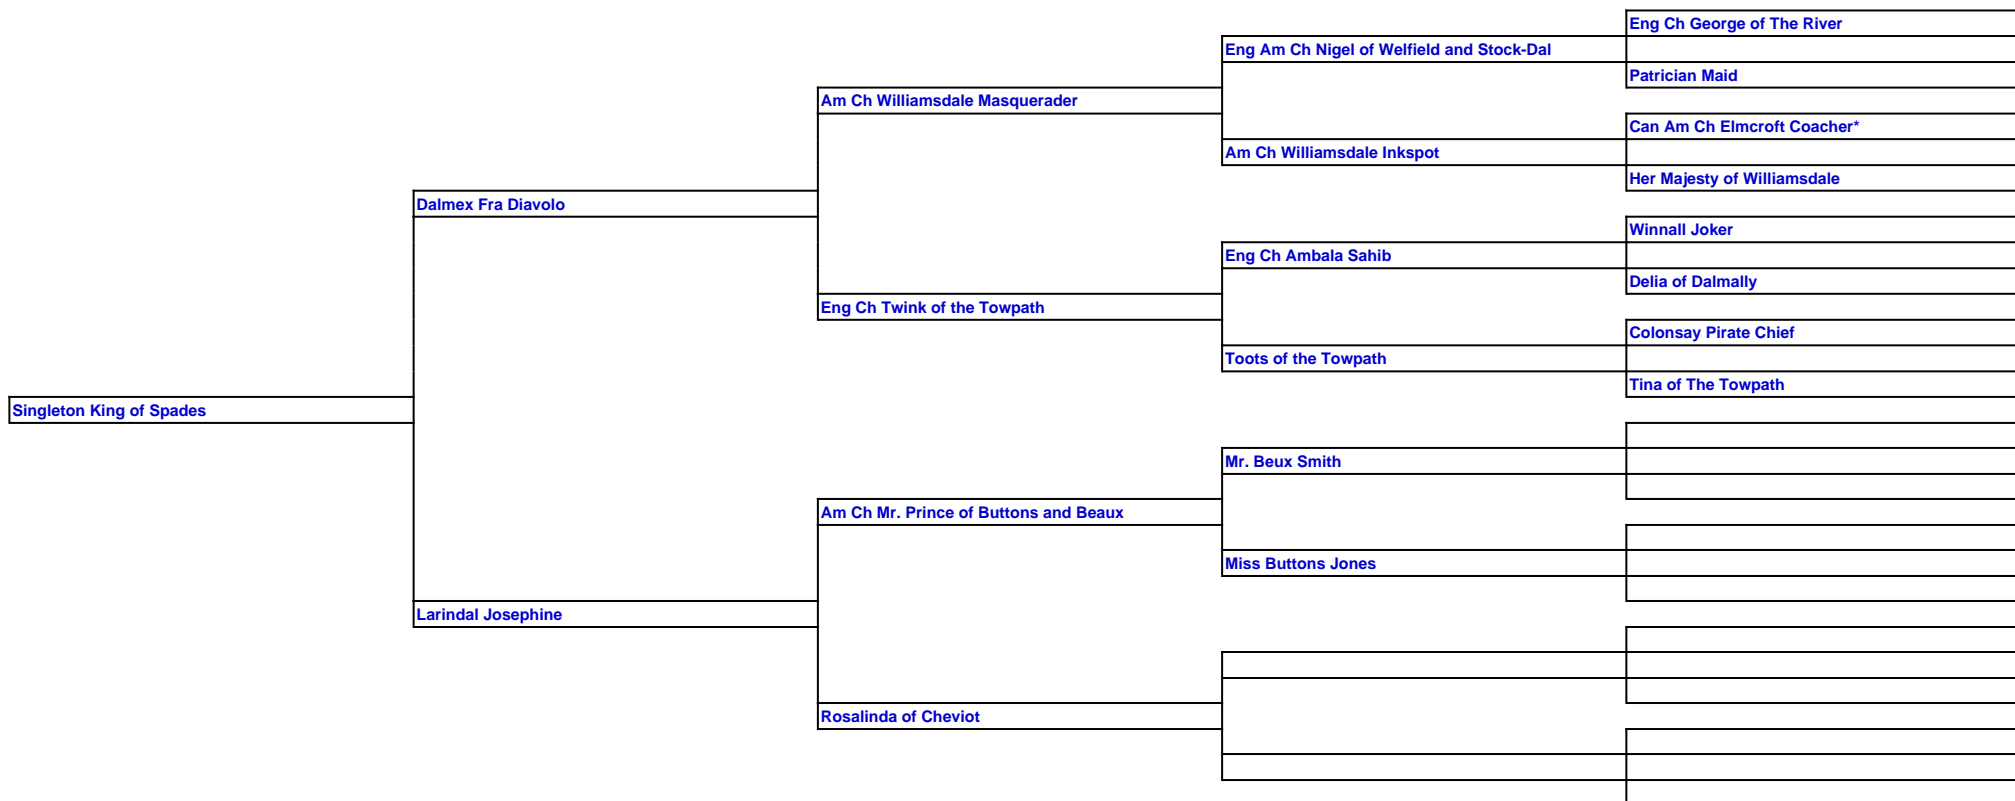 Eng Ch George of The River
Eng Am Ch Nigel of Welfield and Stock-Dal
Patrician Maid
Am Ch Williamsdale Masquerader
Can Am Ch Elmcroft Coacher*
Am Ch Williamsdale Inkspot
Her Majesty of Williamsdale
Dalmex Fra Diavolo
Winnall Joker
Eng Ch Ambala Sahib
Delia of Dalmally
Eng Ch Twink of the Towpath
Colonsay Pirate Chief
Toots of the Towpath
Tina of The Towpath
Singleton King of Spades
Mr. Beux Smith
Am Ch Mr. Prince of Buttons and Beaux
Miss Buttons Jones
Larindal Josephine
Rosalinda of Cheviot